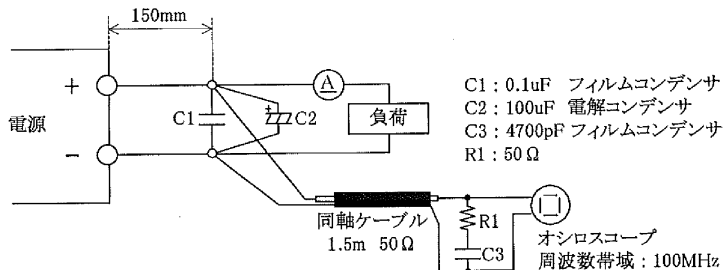 150mm
+
電源
-
C1
+
C2
A
負荷
C1:0.1uF フィルムコンデンサ
C2:100uF 電解コンデンサ
C3:4700pF フィルムコンデンサ
R1:50Ω
同軸ケーブル
1.5m 50Ω
R1
C3
オシロスコープ
周波数帯域:100MHz